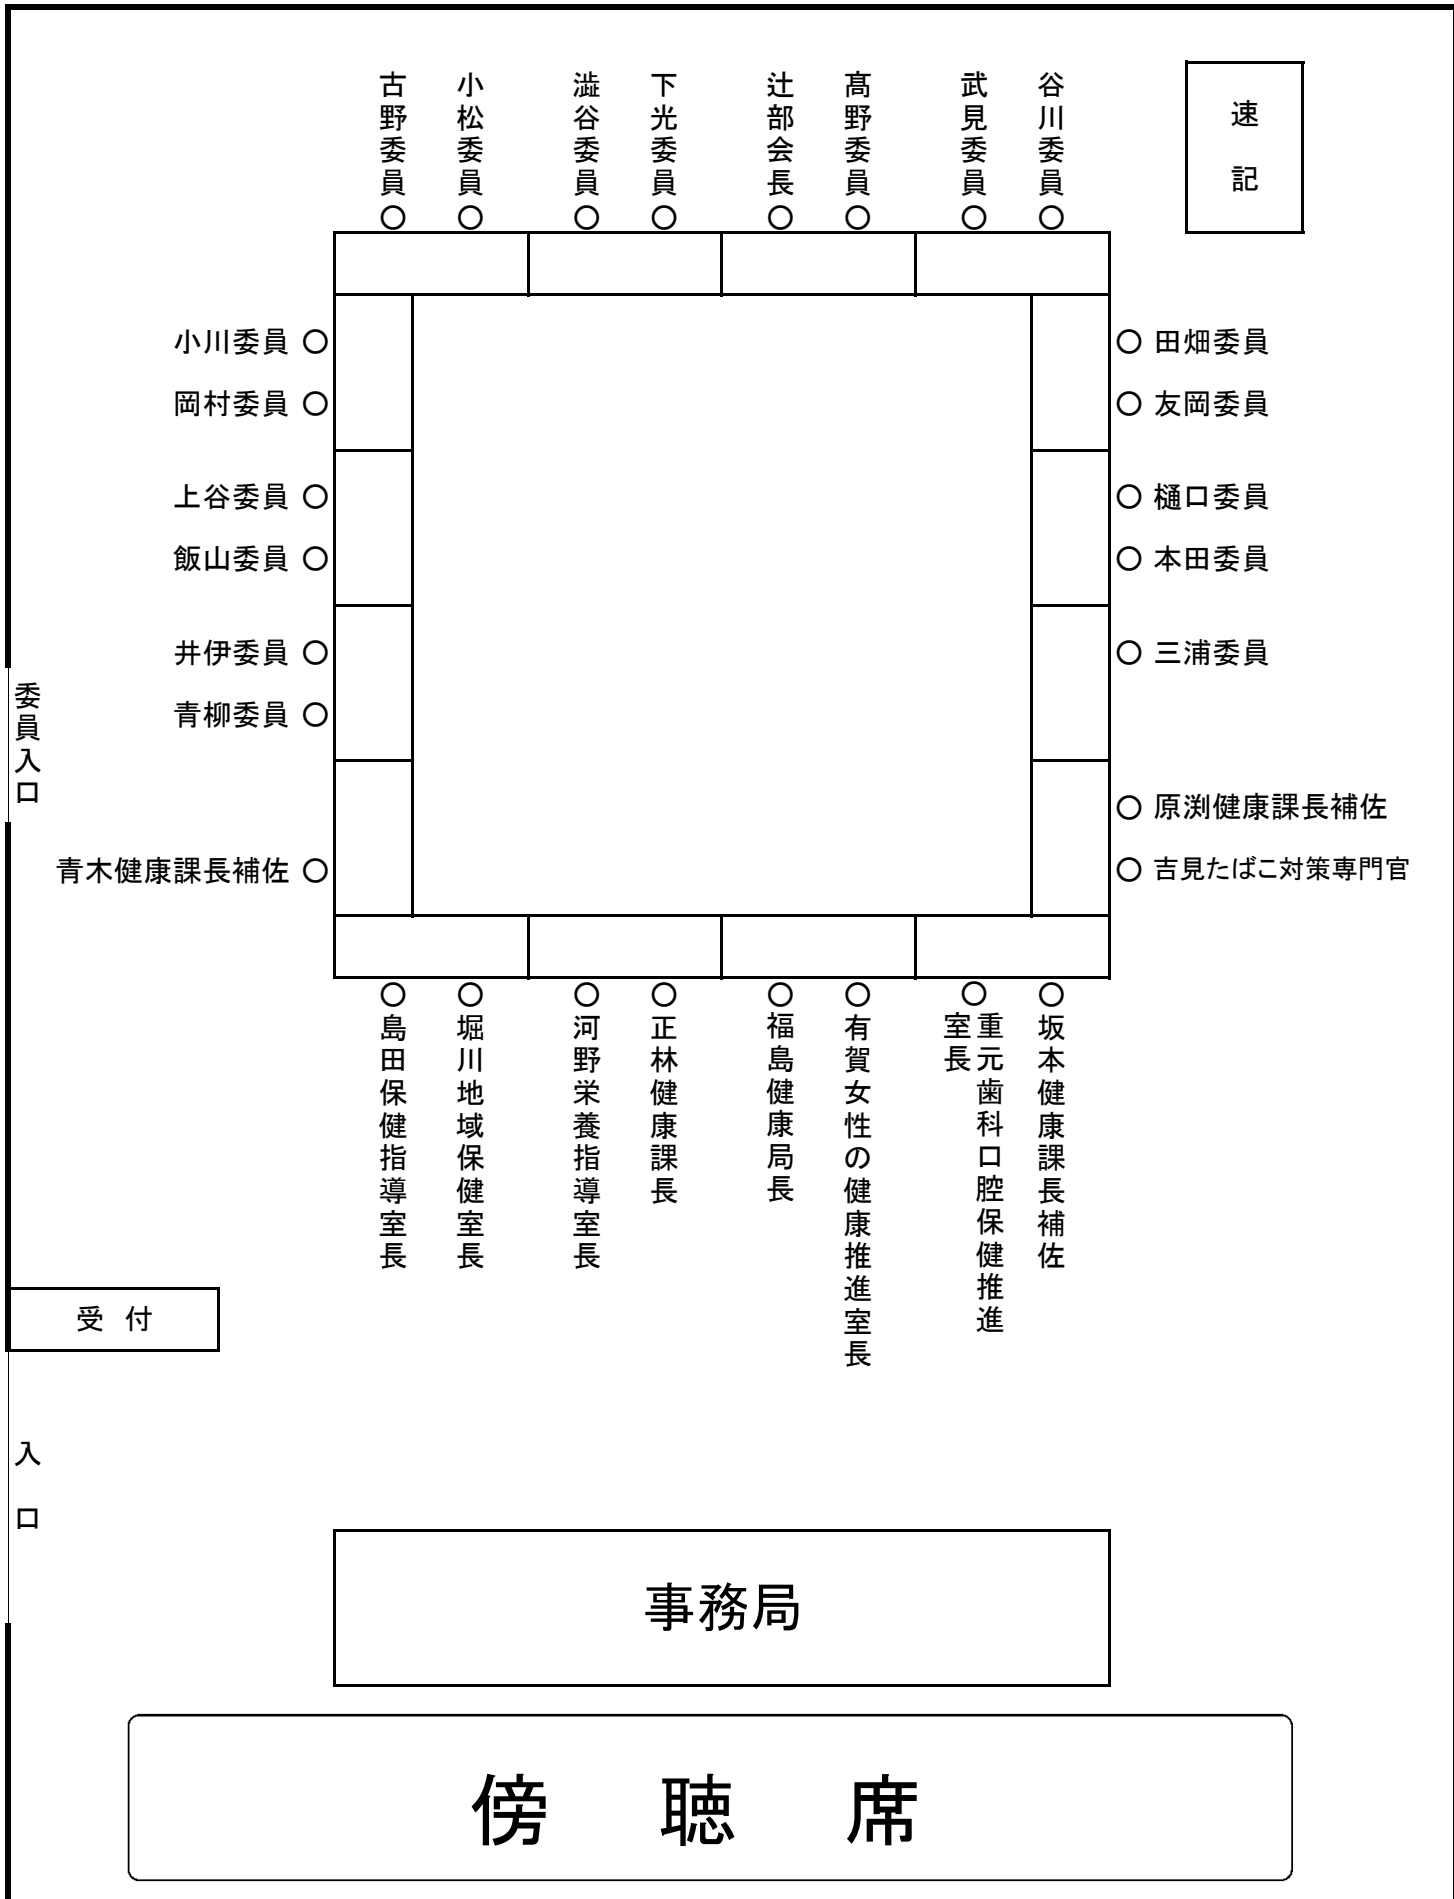 古野委員○
小松委員○
澁谷委員○
下光委員○
辻部会長○
髙野委員○
武見委員○
谷川委員○
速記
小川委員 ○
岡村委員 ○
上谷委員 ○
飯山委員 ○
井伊委員 ○
青柳委員 ○
青木健康課長補佐 ○
○ 田畑委員
○ 友岡委員
○ 樋口委員
○ 本田委員
○ 三浦委員
○ 原渕健康課長補佐
○ 吉見たばこ対策専門官
委員入口
○島田保健指導室長
○堀川地域保健室長
○河野栄養指導室長
○正林健康課長
○福島健康局長
○有賀女性の健康推進室長
○重元歯科口腔保健推進
室長
○坂本健康課長補佐
受 付
入 口
事務局
傍 聴 席